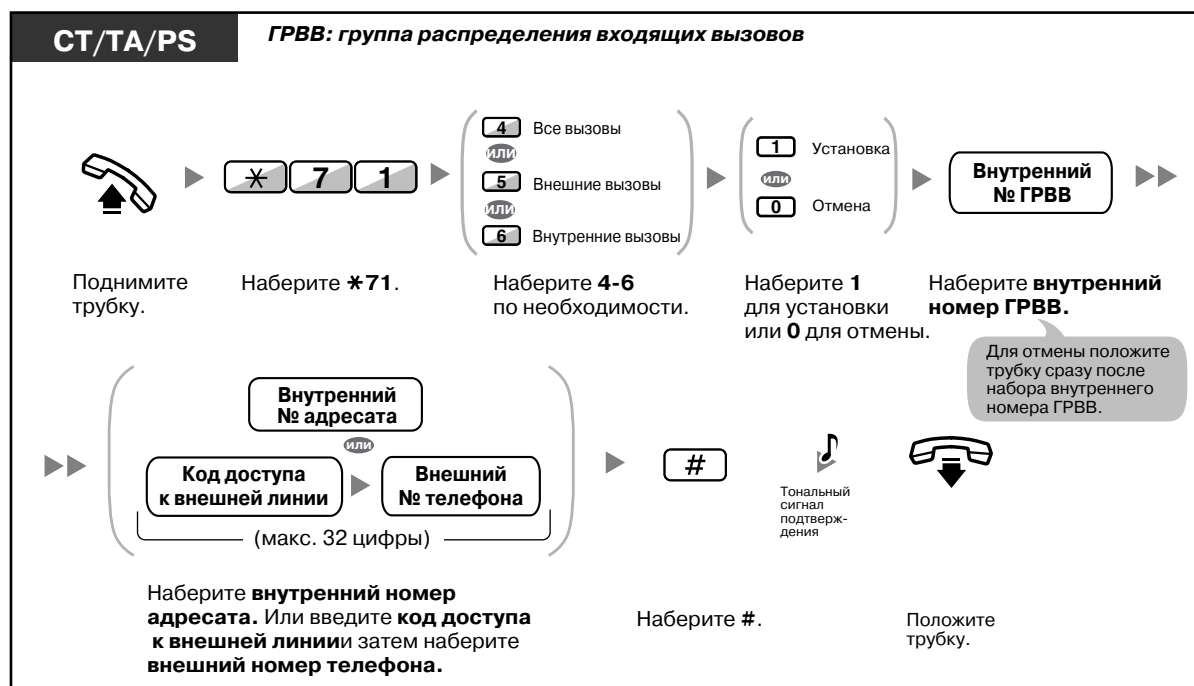 CT/TA/PS
ГРВВ: группа распределения входящих вызовов
4 Все вызовы
или
5 Внешние вызовы
или
6 Внутренние вызовы
1 Установка
или
0 Отмена
Внутренний
№ ГРВВ
✳ 7 1
Поднимите
трубку.
Наберите ✳71.
Наберите 4-6
по необходимости.
Наберите 1
для установки
или 0 для отмены.
Наберите внутренний
номер ГРВВ.
Для отмены положите
трубку сразу после
набора внутреннего
номера ГРВВ.
Внутренний
№ адресата
или
Код доступа
к внешней линии
Внешний
№ телефона
(макс. 32 цифры)
#
Тональный
сигнал
подтверж-
дения
Наберите внутренний номер
адресата. Или введите код доступа
к внешней линиии затем наберите
внешний номер телефона.
Наберите #.
Положите
трубку.